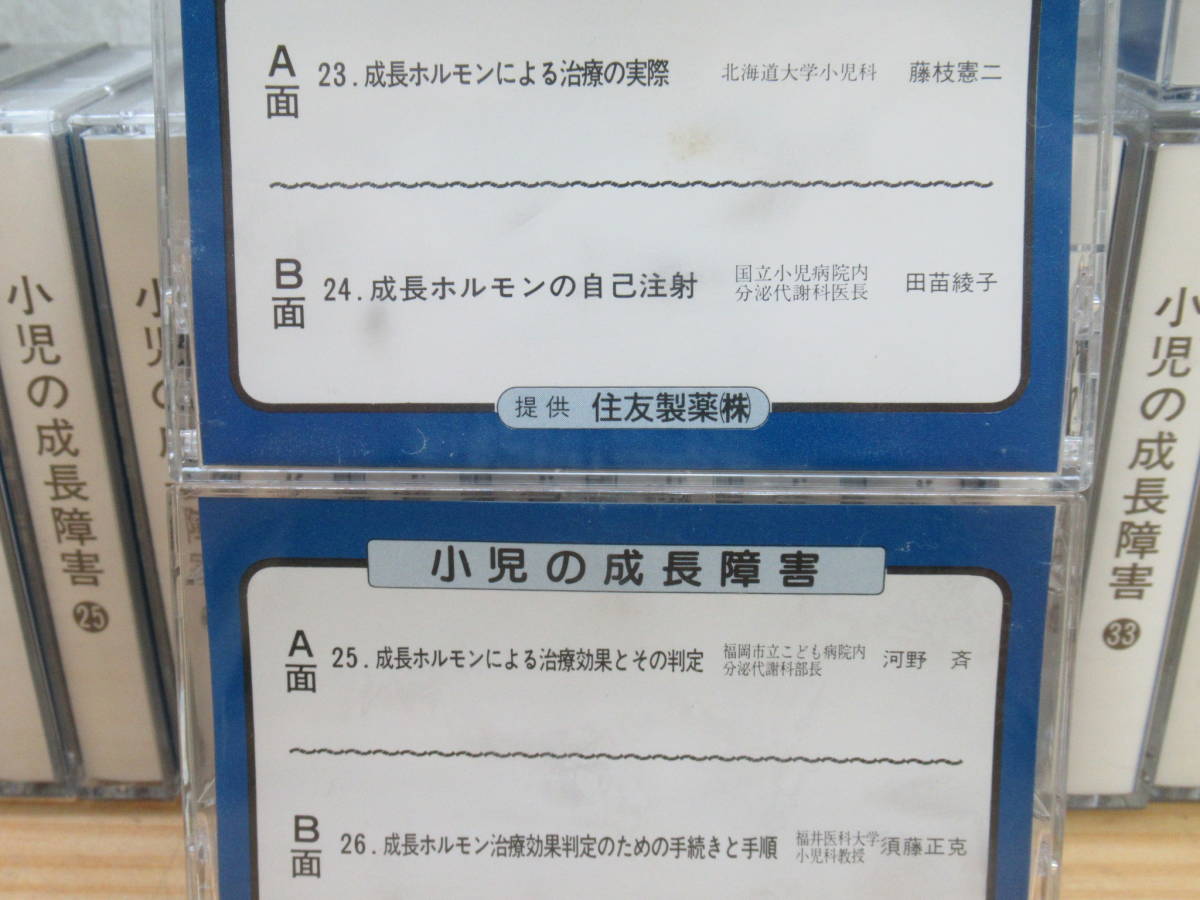 A面
23.成長ホルモンによる治療の実際 北海道大学小児科 藤枝憲二
B面
24.成長ホルモンの自己注射 国立小児病院内分泌代謝科医長 田苗綾子
提供 住友製薬㈱
小児の成長障害
A面
25.成長ホルモンによる治療効果とその判定 福岡市立こども病院内分泌代謝科部長 河野 斉
B面
26.成長ホルモン治療効果判定のための手続きと手順 福井医科大学小児科教授 須藤正克
小児の成長障害 ㉕
小児の成長障害 ㉝